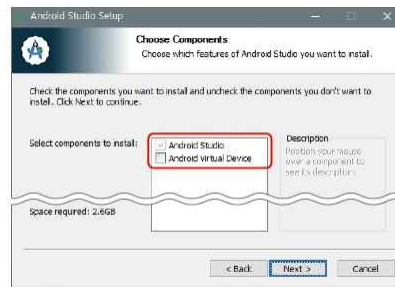 Android Studio Setup
Choose Components
Choose which features of Android Studio you want to install.
Check the components you want to install and uncheck the components you don't want to
install. Click Next to continue.
Select components to install:
Android Studio
Android Virtual Device
Description
Position your mouse
over a component to
see its description.
Space required: 2.6GB
< Back
Next >
Cancel